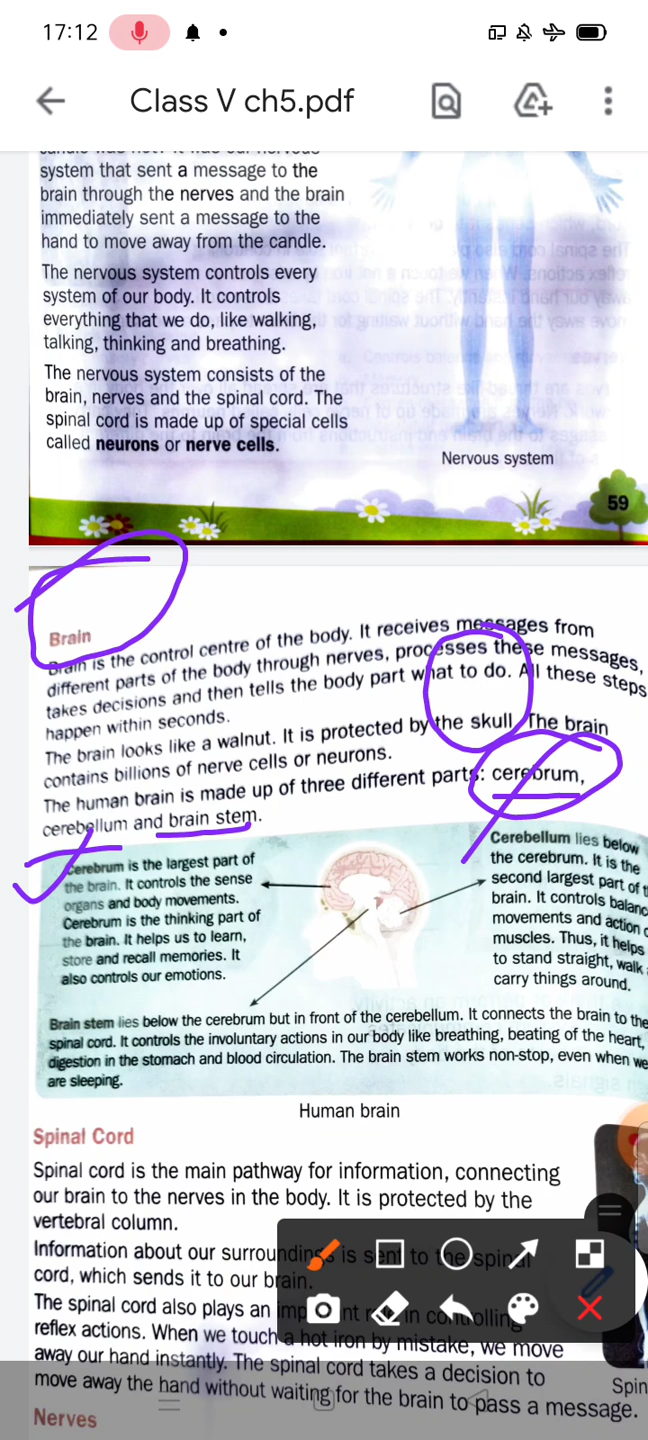 17:12
Class V ch5.pdf
system that sent a message to the
brain through the nerves and the brain
immediately sent a message to the
hand to move away from the candle.
The nervous system controls every
system of our body. It controls
everything that we do, like walking,
talking, thinking and breathing.
The nervous system consists of the
brain, nerves and the spinal cord. The
spinal cord is made up of special cells
called neurons or nerve cells.
Nervous system
59
Brain
Brain is the control centre of the body. It receives messages from
different parts of the body through nerves, processes these messages,
takes decisions and then tells the body part what to do. All these steps
happen within seconds.
The brain looks like a walnut. It is protected by the skull. The brain
contains billions of nerve cells or neurons.
The human brain is made up of three different parts: cerebrum,
cerebellum and brain stem.
Cerebrum is the largest part of
the brain. It controls the sense
organs and body movements.
Cerebrum is the thinking part of
the brain. It helps us to learn,
store and recall memories. It
also controls our emotions.
Cerebellum lies below
the cerebrum. It is the
second largest part of
brain. It controls
movements and action
muscles. Thus, it helps
to stand straight, walk
carry things around.
Brain stem lies below the cerebrum but in front of the cerebellum. It connects the brain to the
spinal cord. It controls the involuntary actions in our body like breathing, beating of the heart,
digestion in the stomach and blood circulation. The brain stem works non-stop, even when we
are sleeping.
Human brain
Spinal Cord
Spinal cord is the main pathway for information, connecting
our brain to the nerves in the body. It is protected by the
vertebral column.
Information about our surroundings is sent to the spinal
cord, which sends it to our brain.
The spinal cord also plays an important role in controlling
reflex actions. When we touch a hot iron by mistake, we move
away our hand instantly. The spinal cord takes a decision to
move away the hand without waiting for the brain to pass a message.
Spin
Nerves